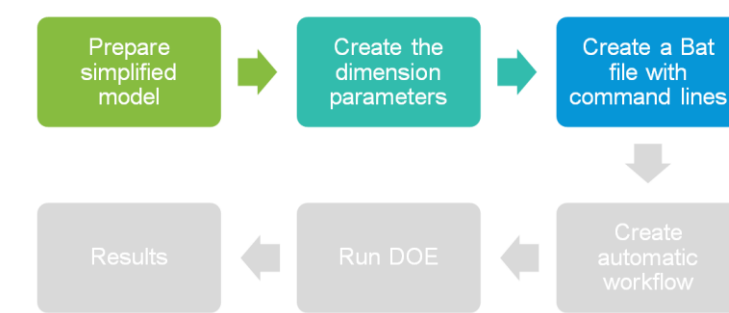 Prepare
simplified
model
Create the
dimension
parameters
Create a Bat
file with
command lines
Create
automatic
workflow
Run DOE
Results